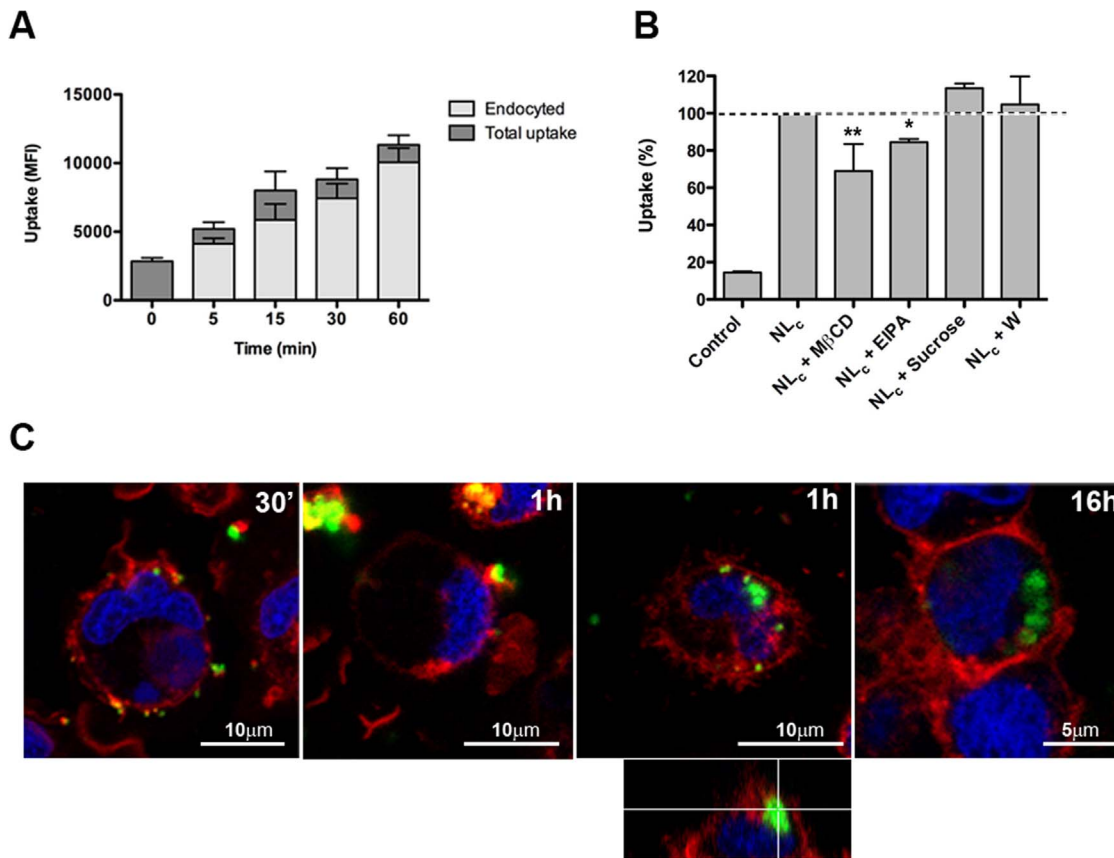 A
Uptake (MFI)
15000
10000
5000
0
0 5 15 30 60
Time (min)
Endocyted
Total uptake
B
Uptake (%)
120
100
80
60
40
20
0
** *
Control
NLc
NLc + MβCD
NLc + EIPA
NLc + Sucrose
NLc + W
C
30’ 1h 1h 16h
10μm 10μm 10μm 5μm